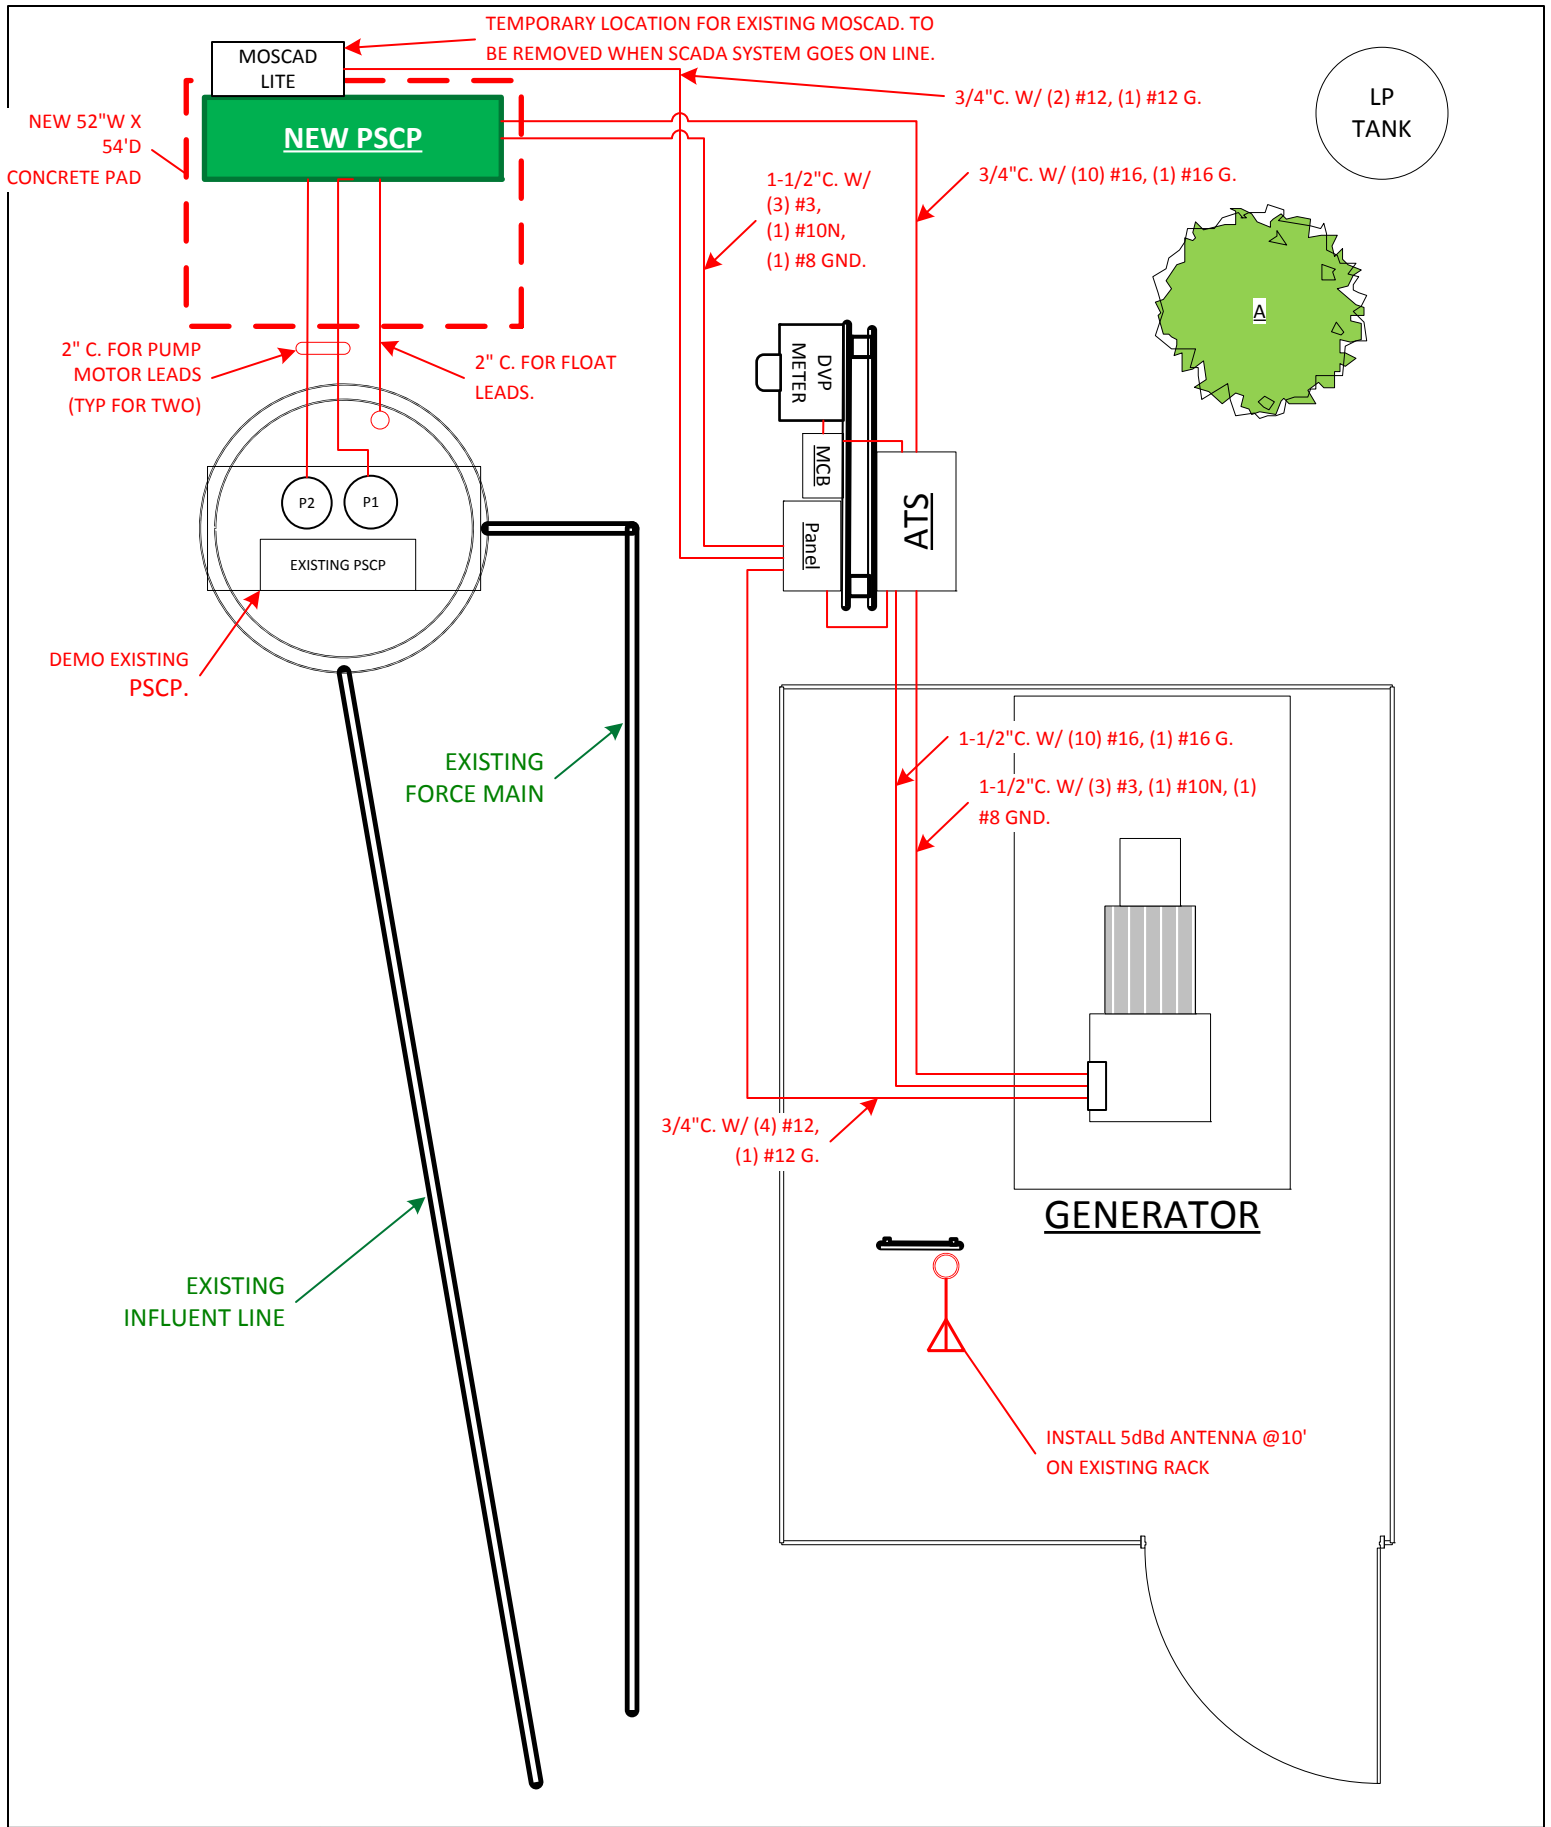 TEMPORARY LOCATION FOR EXISTING MOSCAD. TO
BE REMOVED WHEN SCADA SYSTEM GOES ON LINE.
MOSCAD
LITE
3/4"C. W/ (2) #12, (1) #12 G.
LP
TANK
NEW 52"W X
54'D
CONCRETE PAD
NEW PSCP
1-1/2"C. W/
(3) #3,
(1) #10N,
(1) #8 GND.
3/4"C. W/ (10) #16, (1) #16 G.
A
2" C. FOR PUMP
MOTOR LEADS
(TYP FOR TWO)
2" C. FOR FLOAT
LEADS.
DVP
METER
MCB
Panel
ATS
P2
P1
EXISTING PSCP
DEMO EXISTING
PSCP.
EXISTING
FORCE MAIN
1-1/2"C. W/ (10) #16, (1) #16 G.
1-1/2"C. W/ (3) #3, (1) #10N, (1)
#8 GND.
3/4"C. W/ (4) #12,
(1) #12 G.
GENERATOR
EXISTING
INFLUENT LINE
INSTALL 5dBd ANTENNA @10'
ON EXISTING RACK